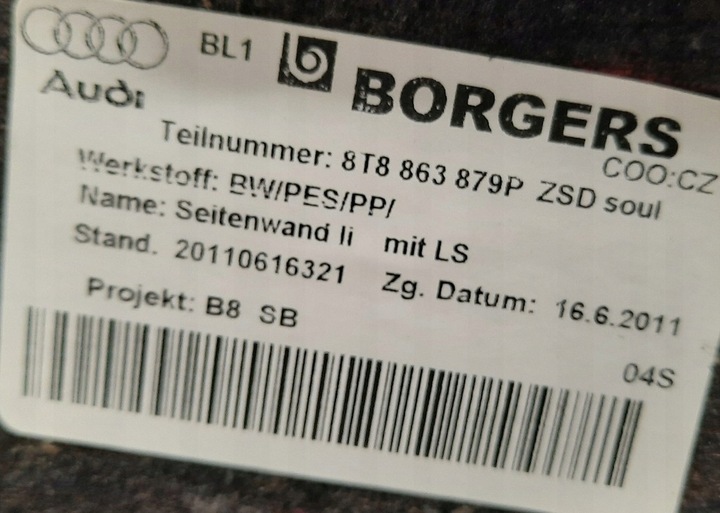 BL1 BORGERS
Audi
COO:CZ
Teilnummer: 8T8 863 879P ZSD soul
Werkstoff: BW/PES/PP/
Name: Seitenwand li mit LS
Stand. 20110616321 Zg. Datum: 16.6.2011
Projekt: B8 SB
04S